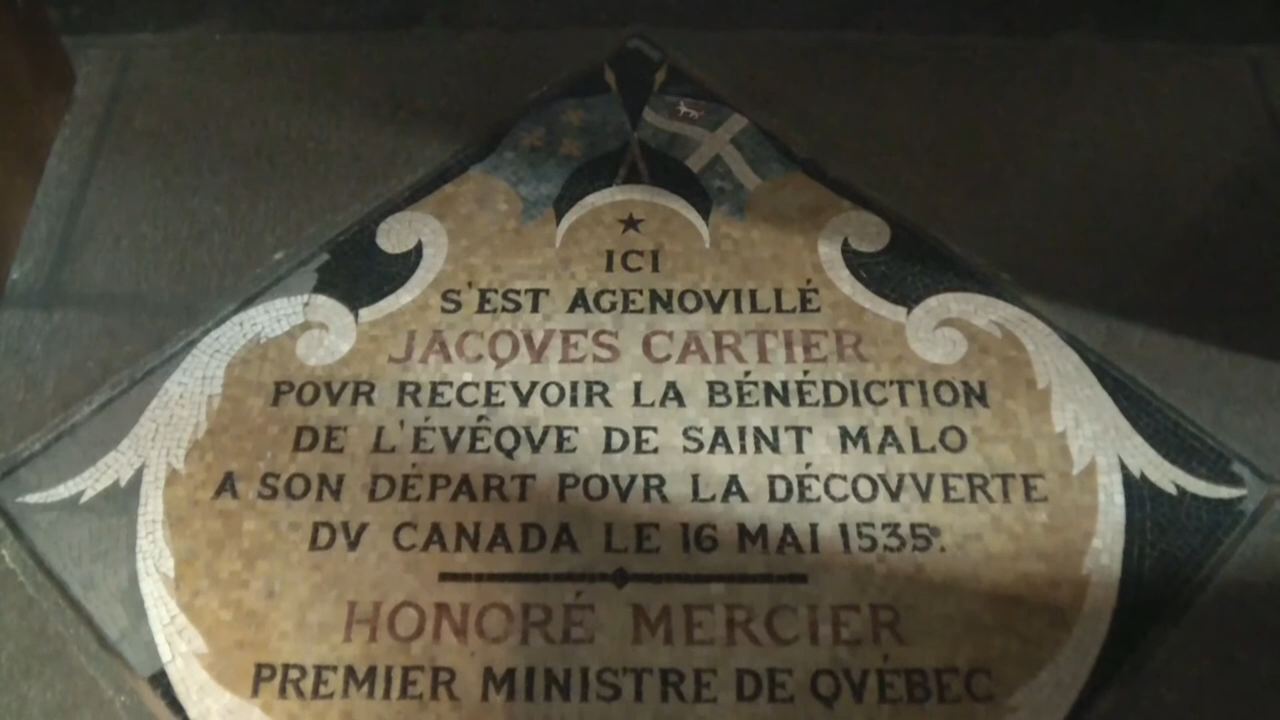 ICI
S'EST AGENOVILLÉ
JACQVES CARTIER
POVR RECEVOIR LA BÉNÉDICTION
DE L'ÉVÊQVE DE SAINT MALO
A SON DÉPART POVR LA DÉCOVVERTE
DV CANADA LE 16 MAI 1535.
HONORÉ MERCIER
PREMIER MINISTRE DE QVÉBEC